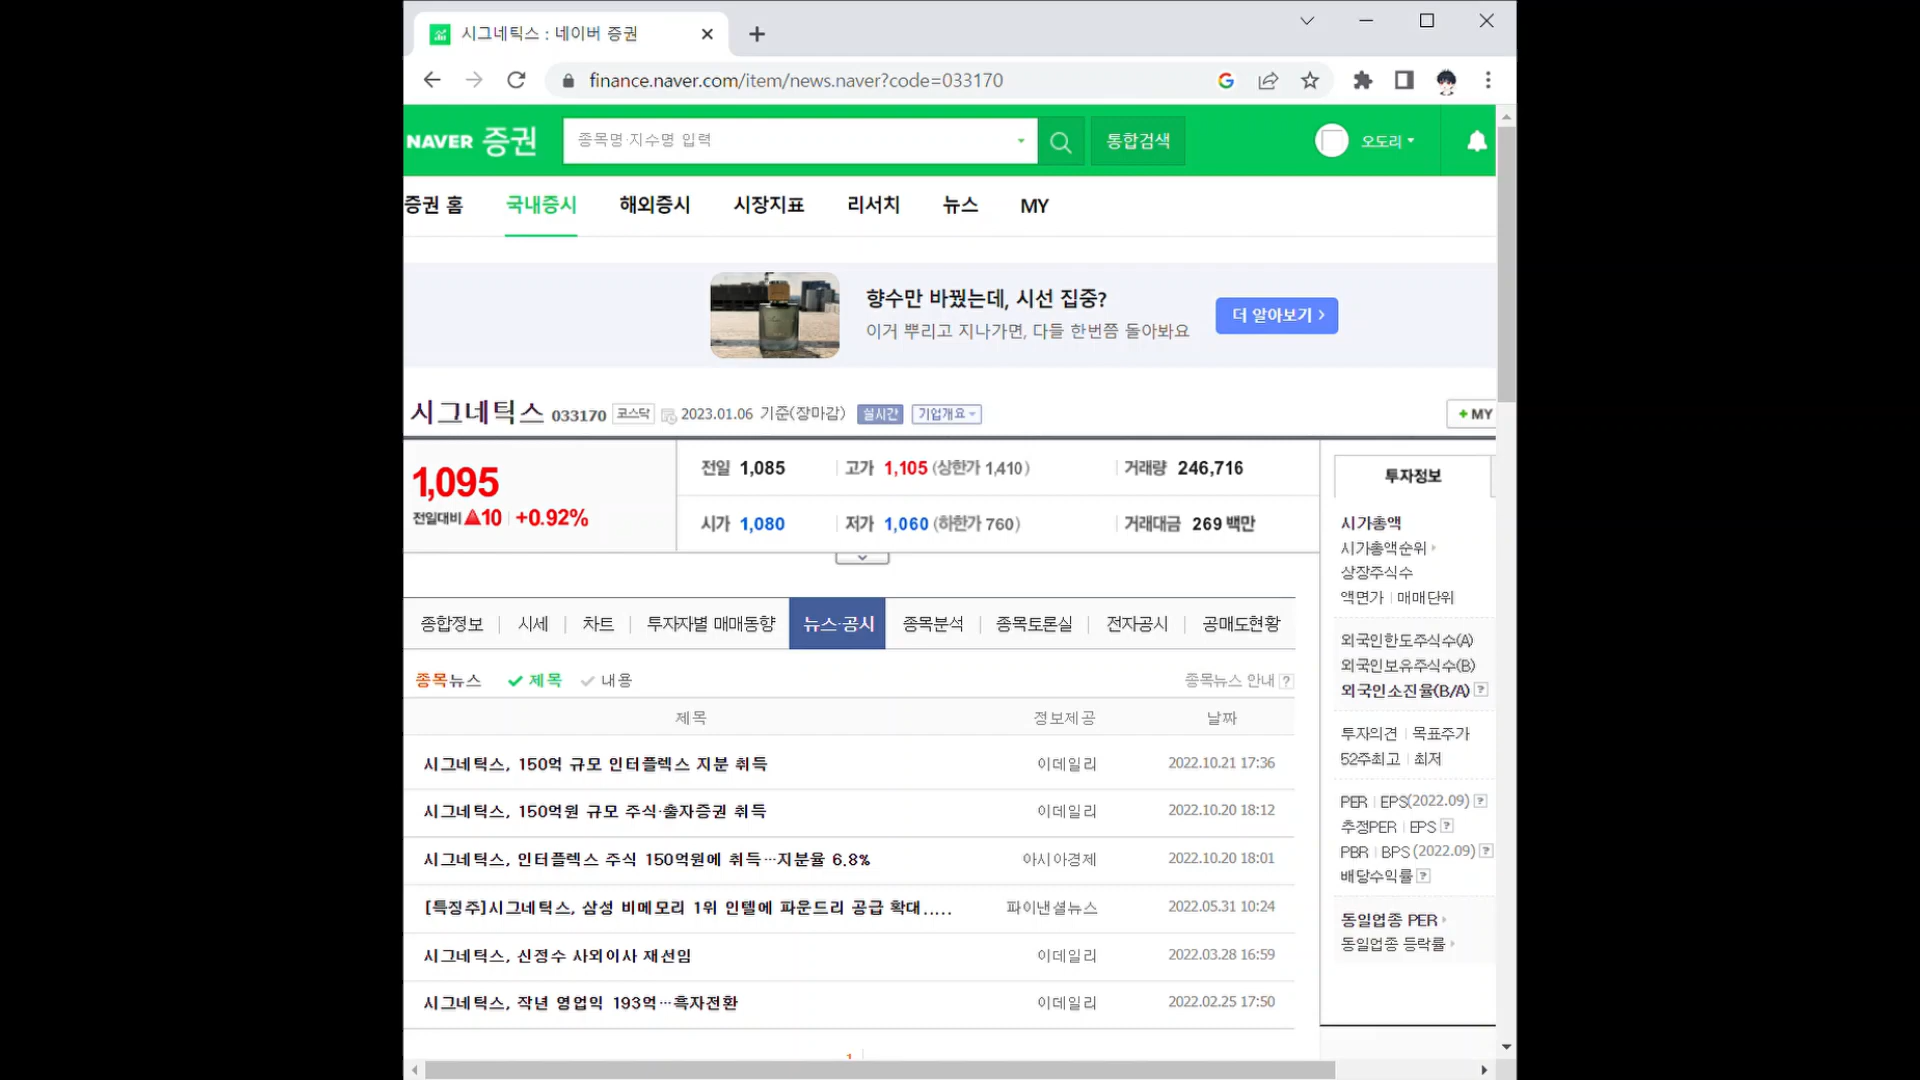 시그네틱스 : 네이버 증권
finance.naver.com/item/news.naver?code=033170
NAVER 증권
종목명·지수명 입력
통합검색
오도리
증권 홈 국내증시 해외증시 시장지표 리서치 뉴스 MY
향수만 바꿨는데, 시선 집중?
이거 뿌리고 지나가면, 다들 한번쯤 돌아봐요
더 알아보기
시그네틱스 033170 코스닥 2023.01.06 기준(장마감) 실시간 기업개요
+ MY
1,095
전일대비 ▲10 +0.92%
전일 1,085 고가 1,105 (상한가 1,410) 거래량 246,716
시가 1,080 저가 1,060 (하한가 760) 거래대금 269 백만
종합정보 시세 차트 투자자별 매매동향 뉴스·공시 종목분석 종목토론실 전자공시 공매도현황
종목뉴스 제목 내용 종목뉴스 안내 ?
제목 정보제공 날짜
시그네틱스, 150억 규모 인터플렉스 지분 취득 이데일리 2022.10.21 17:36
시그네틱스, 150억원 규모 주식·출자증권 취득 이데일리 2022.10.20 18:12
시그네틱스, 인터플렉스 주식 150억원에 취득…지분율 6.8% 아시아경제 2022.10.20 18:01
[특징주]시그네틱스, 삼성 비메모리 1위 인텔에 파운드리 공급 확대..... 파이낸셜뉴스 2022.05.31 10:24
시그네틱스, 신정수 사외이사 재선임 이데일리 2022.03.28 16:59
시그네틱스, 작년 영업익 193억…흑자전환 이데일리 2022.02.25 17:50
1
투자정보
시가총액
시가총액순위
상장주식수
액면가 | 매매단위
외국인한도주식수(A)
외국인보유주식수(B)
외국인소진율(B/A) ?
투자의견 | 목표주가
52주최고 | 최저
PER | EPS(2022.09) ?
추정PER | EPS ?
PBR | BPS (2022.09) ?
배당수익률 ?
동일업종 PER
동일업종 등락률